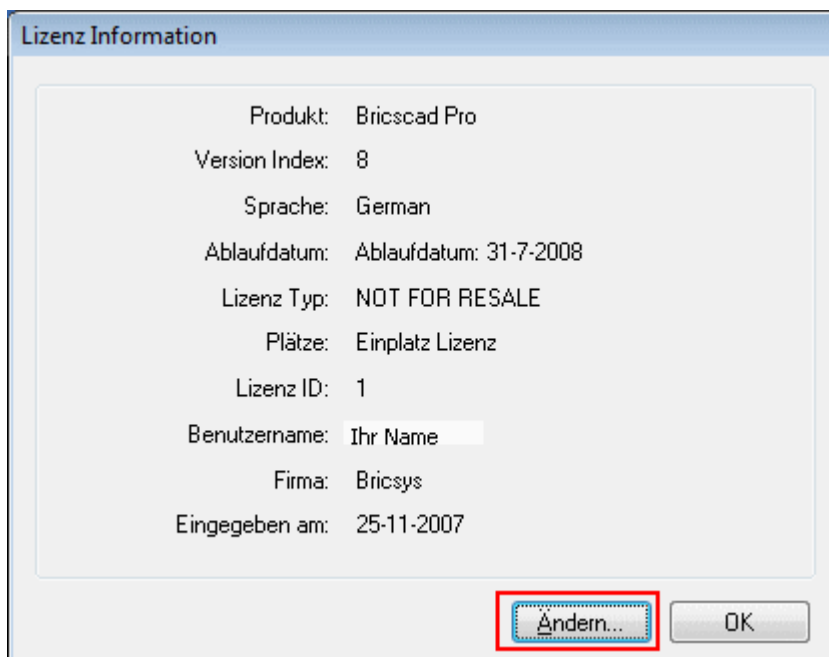 Lizenz Information
Produkt: Bricscad Pro
Version Index: 8
Sprache: German
Ablaufdatum: Ablaufdatum: 31-7-2008
Lizenz Typ: NOT FOR RESALE
Plätze: Einplatz Lizenz
Lizenz ID: 1
Benutzername: Ihr Name
Firma: Bricsys
Eingegeben am: 25-11-2007
Ändern... OK